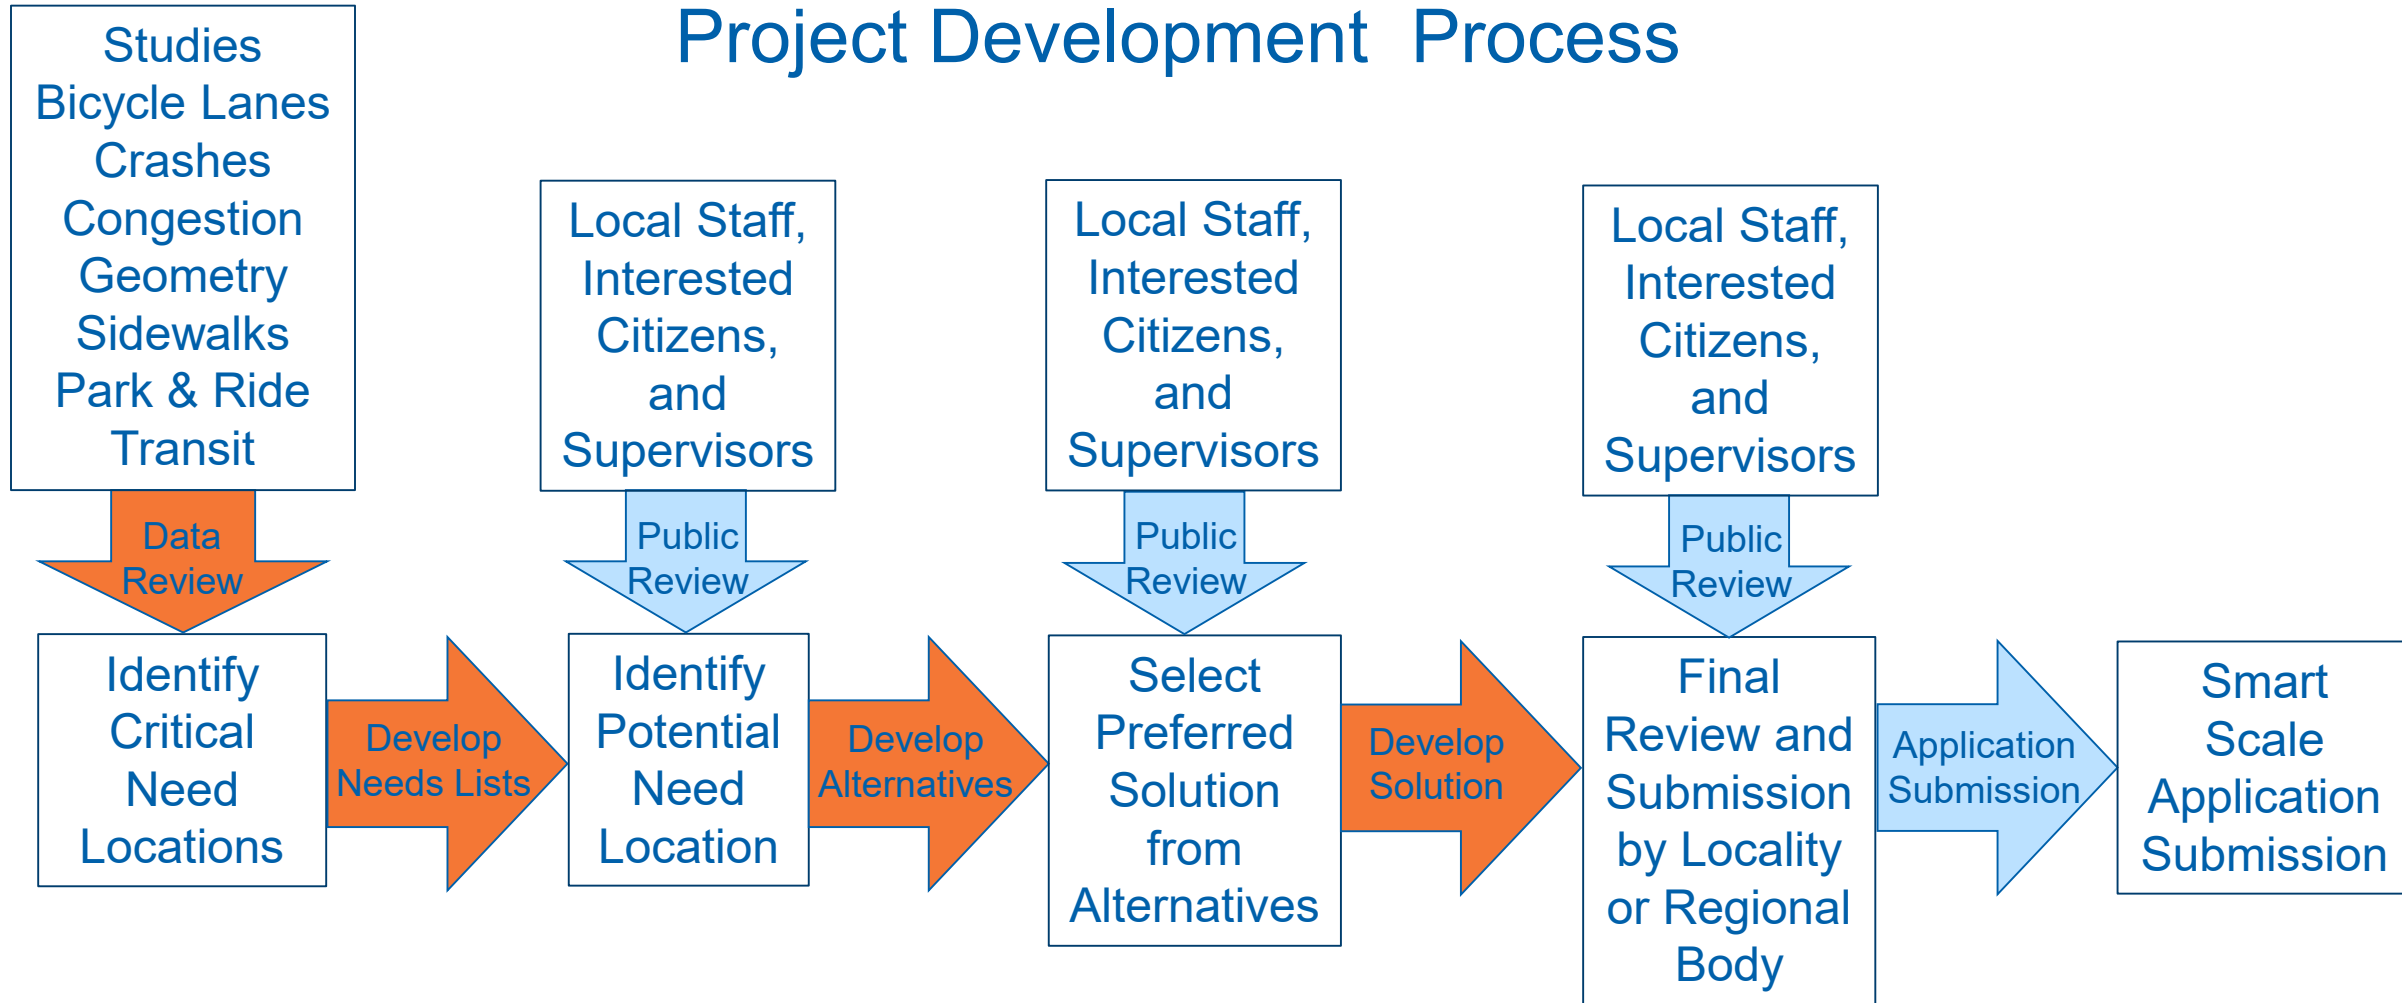 Project Development  Process
Studies
Bicycle Lanes
Crashes
Congestion
Geometry
Sidewalks
Park & Ride
Transit
Data
Review
Identify
Critical
Need
Locations
Develop
Needs Lists
Local Staff,
Interested
Citizens,
and
Supervisors
Public
Review
Identify
Potential
Need
Location
Develop
Alternatives
Local Staff,
Interested
Citizens,
and
Supervisors
Public
Review
Select
Preferred
Solution
from
Alternatives
Develop
Solution
Local Staff,
Interested
Citizens,
and
Supervisors
Public
Review
Final
Review and
Submission
by Locality
or Regional
Body
Application
Submission
Smart
Scale
Application
Submission